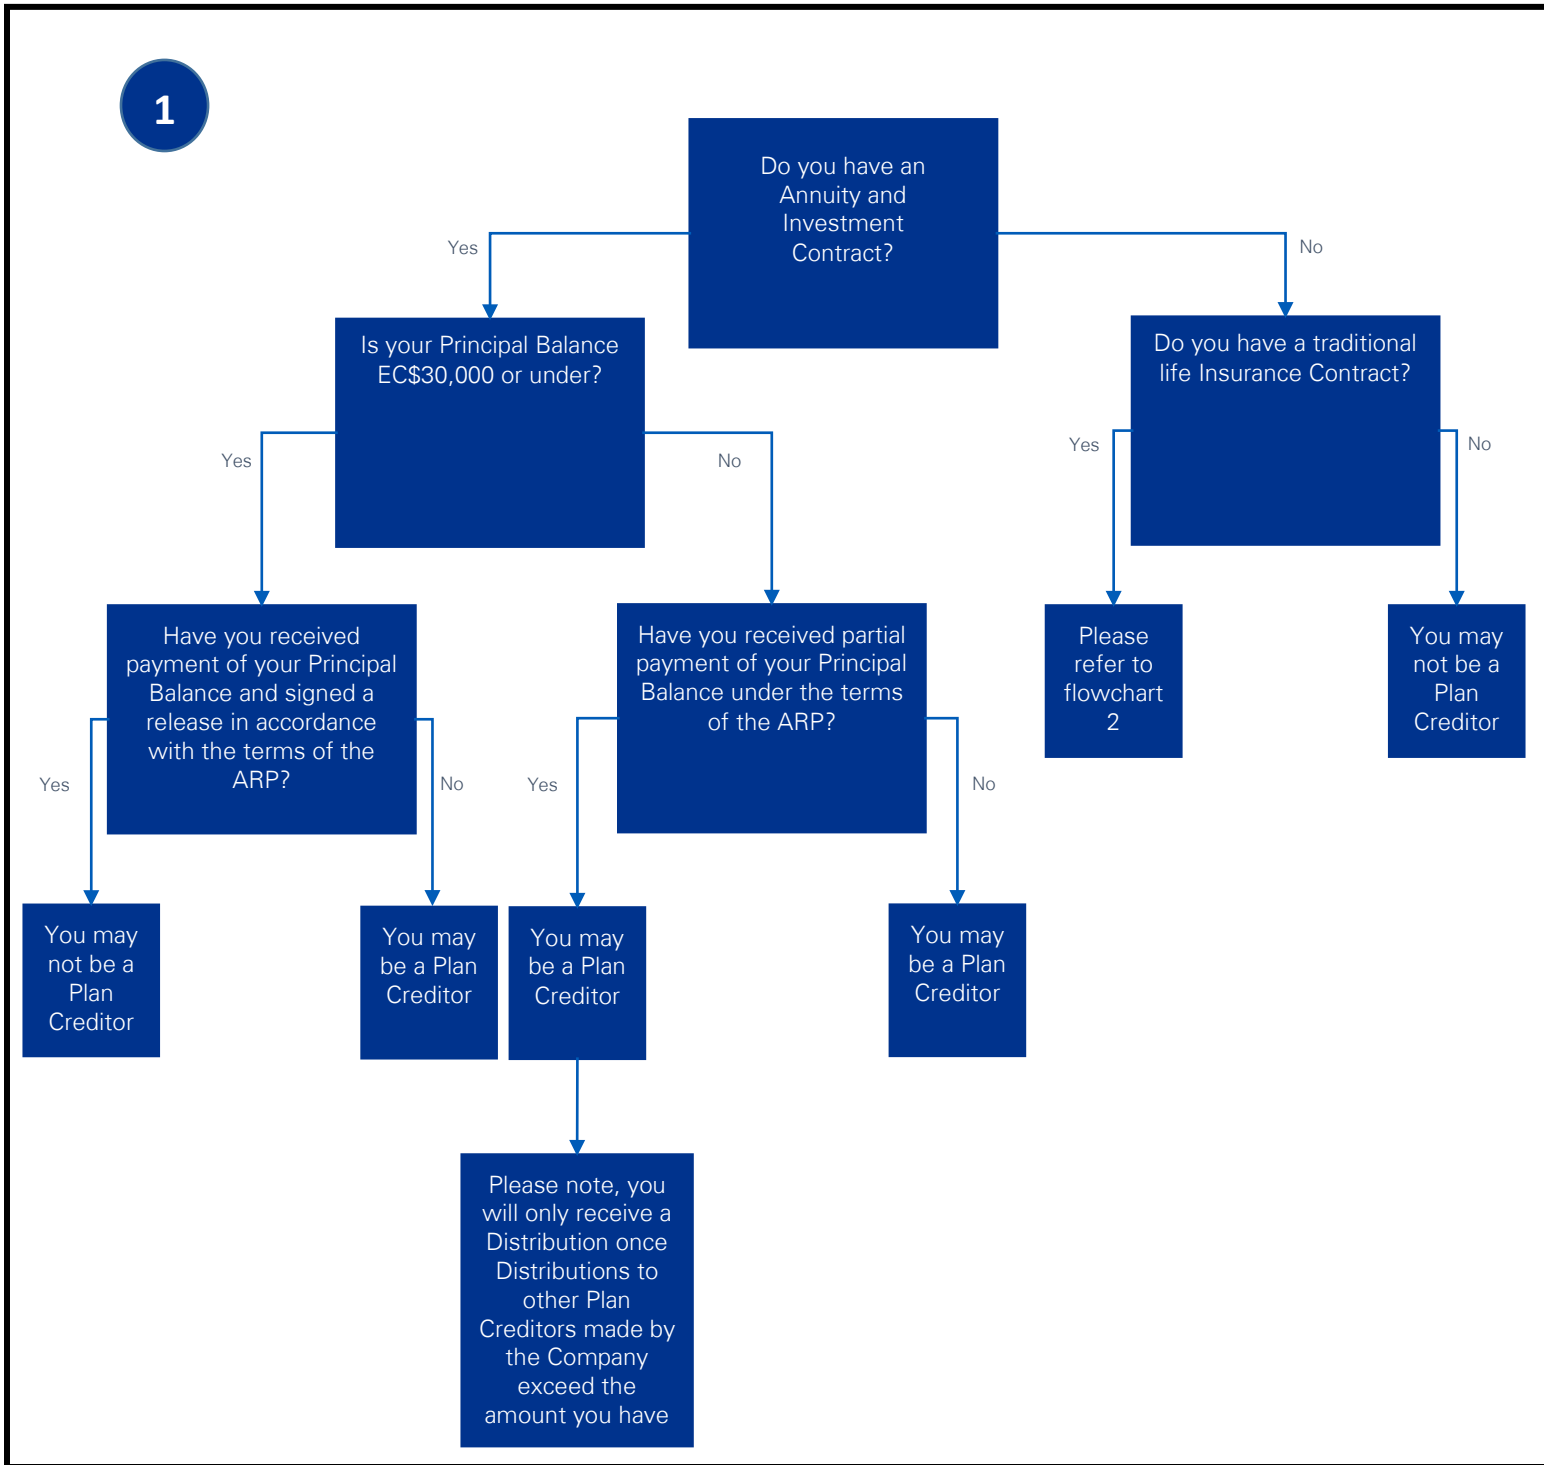 1
Do you have an
Annuity and
Investment
Contract?
Yes
No
Is your Principal Balance
EC$30,000 or under?
Do you have a traditional
life Insurance Contract?
Yes
No
Yes
No
Have you received
payment of your Principal
Balance and signed a
release in accordance
with the terms of the
ARP?
Have you received partial
payment of your Principal
Balance under the terms
of the ARP?
Please
refer to
flowchart
2
You may
not be a
Plan
Creditor
Yes
No
Yes
No
You may
not be a
Plan
Creditor
You may
be a Plan
Creditor
You may
be a Plan
Creditor
You may
be a Plan
Creditor
Please note, you
will only receive a
Distribution once
Distributions to
other Plan
Creditors made by
the Company
exceed the
amount you have